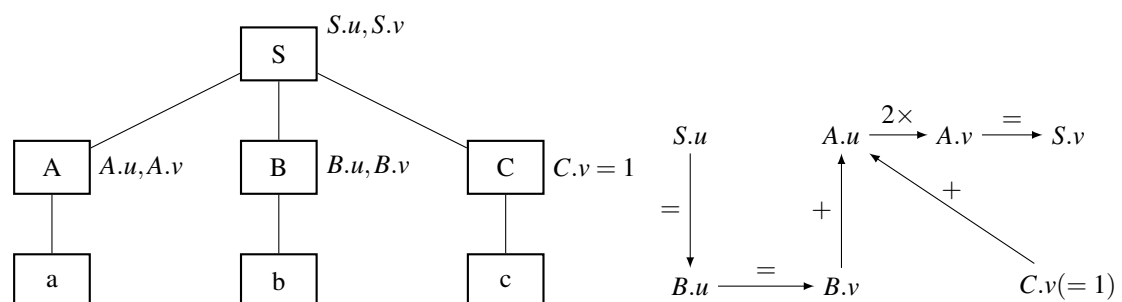 S.u, S.v
S
A
A.u, A.v
B
B.u, B.v
C
C.v = 1
a
b
c
S.u
A.u
2×
A.v
=
S.v
=
+
+
B.u
=
B.v
C.v(= 1)